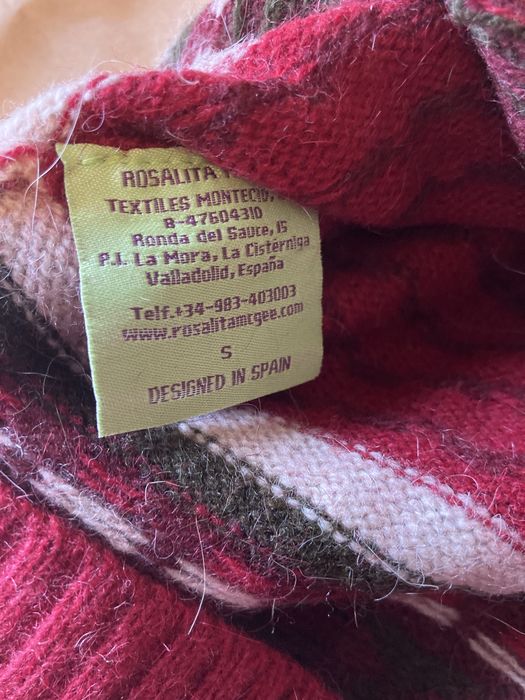 ROSALITA
TEXTILES MONTECID,
B-47604310
Ronda del Sauce, 15
P.I. La Mora, La Cistérniga
Valladolid, España
Telf.+34-983-403003
www.rosalitamcgee.com
S
DESIGNED IN SPAIN